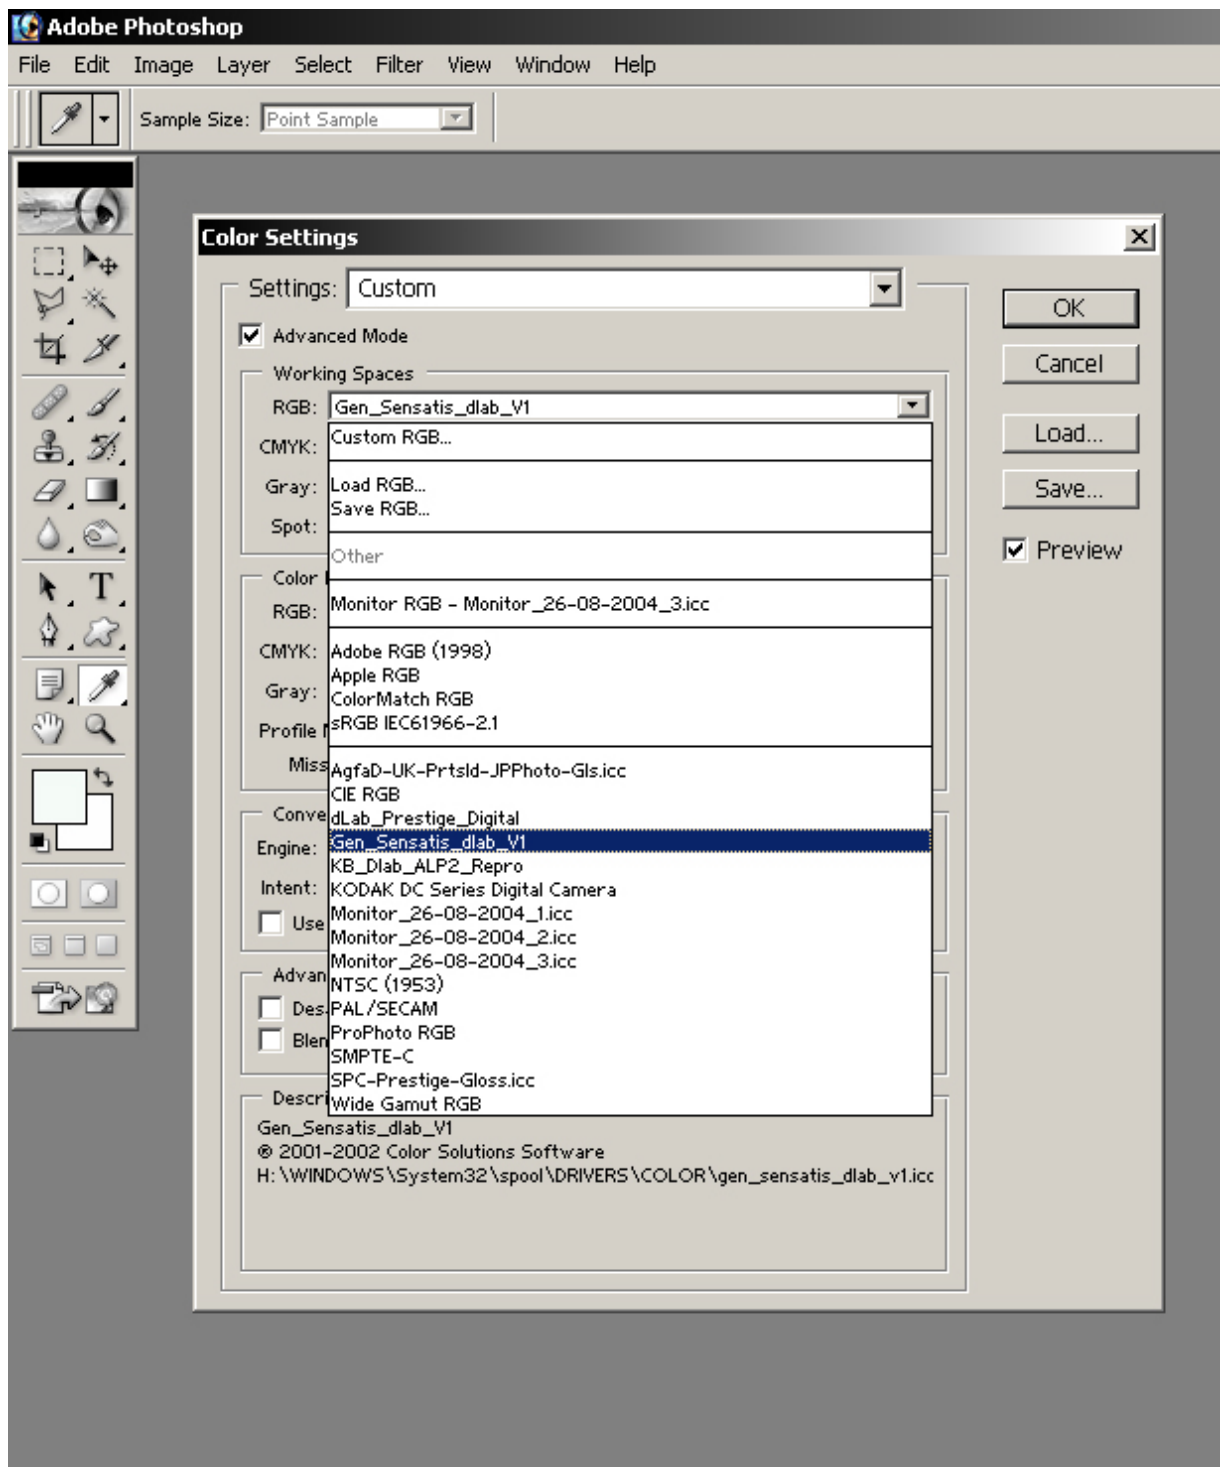 Adobe Photoshop
File Edit Image Layer Select Filter View Window Help
Sample Size: Point Sample
Color Settings
Settings: Custom
OK
Advanced Mode
Cancel
Working Spaces
RGB: Gen_Sensatis_dlab_V1
Custom RGB...
CMYK:
Load...
Gray: Load RGB...
Save...
Save RGB...
Spot:
Other
Preview
Color
Monitor RGB - Monitor_26-08-2004_3.icc
RGB:
CMYK: Adobe RGB (1998)
Apple RGB
Gray:
ColorMatch RGB
sRGB IEC61966-2.1
Profile
Miss
AgfaD-UK-Prtsld-JPPhoto-Gls.icc
CIE RGB
Conve
dLab_Prestige_Digital
Gen_Sensatis_dlab_V1
Engine:
KB_Dlab_ALP2_Repro
Intent: KODAK DC Series Digital Camera
Monitor_26-08-2004_1.icc
Use
Monitor_26-08-2004_2.icc
Monitor_26-08-2004_3.icc
Advan
NTSC (1953)
Des PAL/SECAM
ProPhoto RGB
Blen
SMPTE-C
SPC-Prestige-Gloss.icc
Descri
Wide Gamut RGB
Gen_Sensatis_dlab_V1
® 2001-2002 Color Solutions Software
H:\WINDOWS\System32\spool\DRIVERS\COLOR\gen_sensatis_dlab_v1.icc